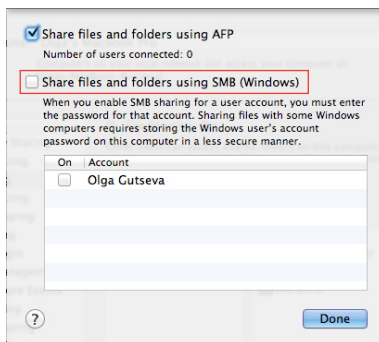 Share files and folders using AFP
Number of users connected: 0
Share files and folders using SMB (Windows)
When you enable SMB sharing for a user account, you must enter
the password for that account. Sharing files with some Windows
computers requires storing the Windows user's account
password on this computer in a less secure manner.
On Account
Olga Gutseva
? Done